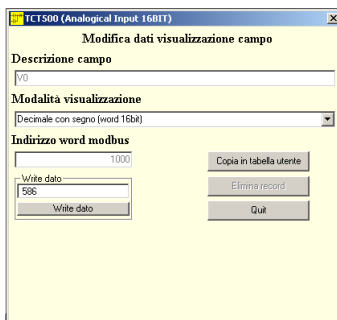 TCT500 (Analogical Input 16BIT)
Modifica dati visualizzazione campo
Descrizione campo
V0
Modalità visualizzazione
Decimale con segno (word 16bit)
Indirizzo word modbus
1000
Copia in tabella utente
Write dato
586
Elimina record
Write dato
Quit